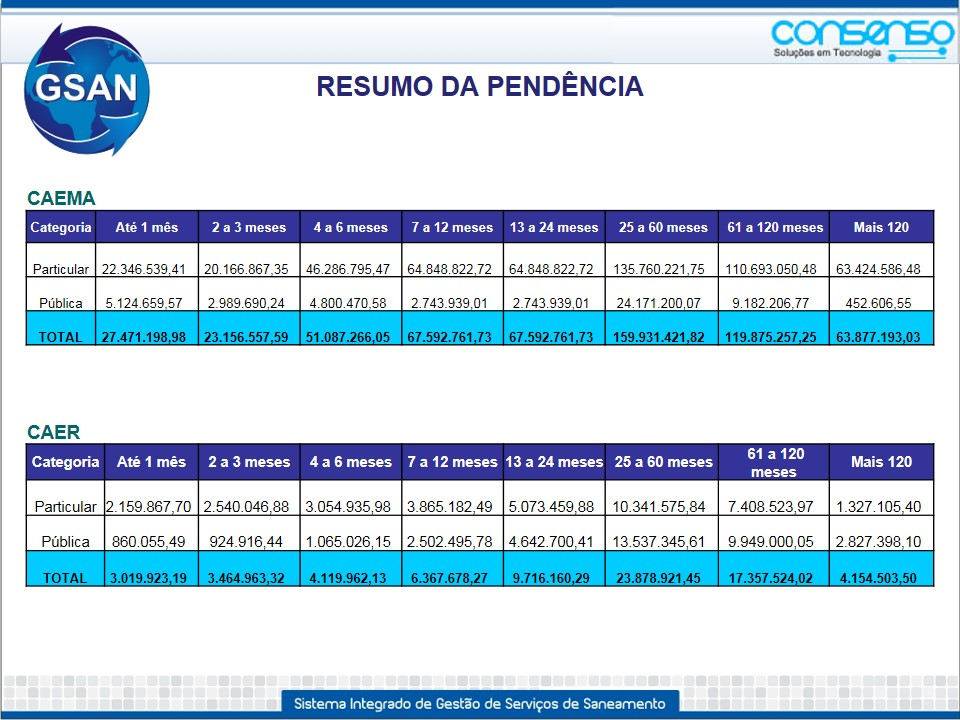 consenso
Soluções em Tecnologia
GSAN
RESUMO DA PENDÊNCIA
CAEMA
Categoria Até 1 mês 2 a 3 meses 4 a 6 meses 7 a 12 meses 13 a 24 meses 25 a 60 meses 61 a 120 meses Mais 120
Particular 22.346.539,41 20.166.867,35 46.286.795,47 64.848.822,72 64.848.822,72 135.760.221,75 110.693.050,48 63.424.586,48
Pública 5.124.659,57 2.989.690,24 4.800.470,58 2.743.939,01 2.743.939,01 24.171.200,07 9.182.206,77 452.606,55
TOTAL 27.471.198,98 23.156.557,59 51.087.266,05 67.592.761,73 67.592.761,73 159.931.421,82 119.875.257,25 63.877.193,03
CAER
Categoria Até 1 mês 2 a 3 meses 4 a 6 meses 7 a 12 meses 13 a 24 meses 25 a 60 meses 61 a 120 meses Mais 120
Particular 2.159.867,70 2.540.046,88 3.054.935,98 3.865.182,49 5.073.459,88 10.341.575,84 7.408.523,97 1.327.105,40
Pública 860.055,49 924.916,44 1.065.026,15 2.502.495,78 4.642.700,41 13.537.345,61 9.949.000,05 2.827.398,10
TOTAL 3.019.923,19 3.464.963,32 4.119.962,13 6.367.678,27 9.716.160,29 23.878.921,45 17.357.524,02 4.154.503,50
Sistema Integrado de Gestão de Serviços de Saneamento